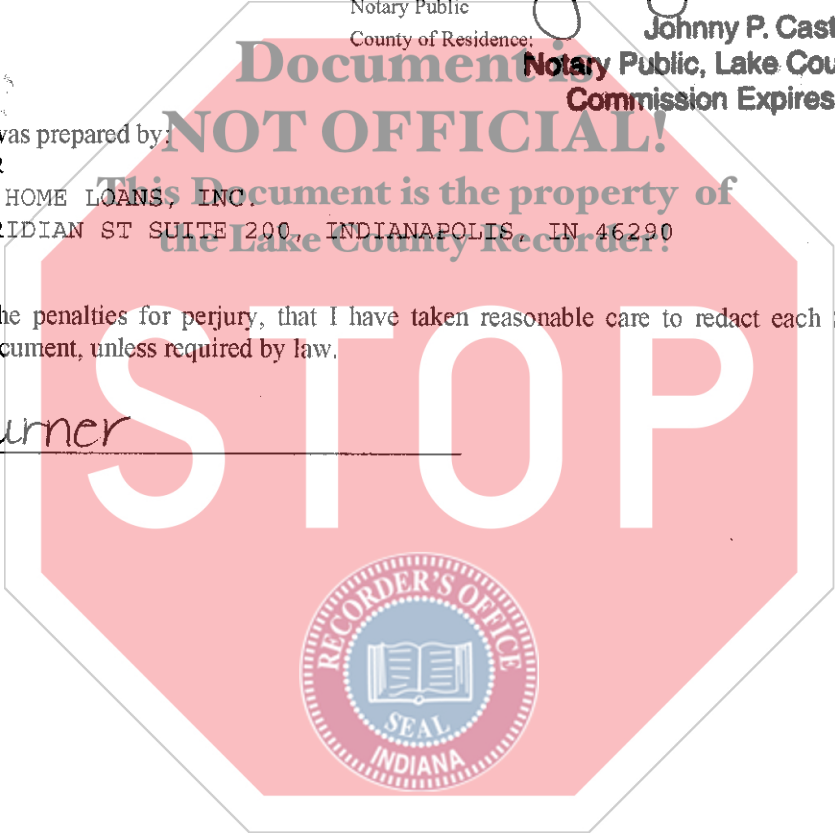 Notary Public
County of Residence:
Johnny P. Cast
Notary Public, Lake Cou
Commission Expires
Document is
NOT OFFICIAL!
This Document is the property of
the Lake County Recorder!
was prepared by:
R
HOME LOANS, INC.
RIDIAN ST SUITE 200, INDIANAPOLIS, IN 46290
he penalties for perjury, that I have taken reasonable care to redact each
cument, unless required by law.
urner
STOP
RECORDER'S OFFICE
SEAL
INDIANA